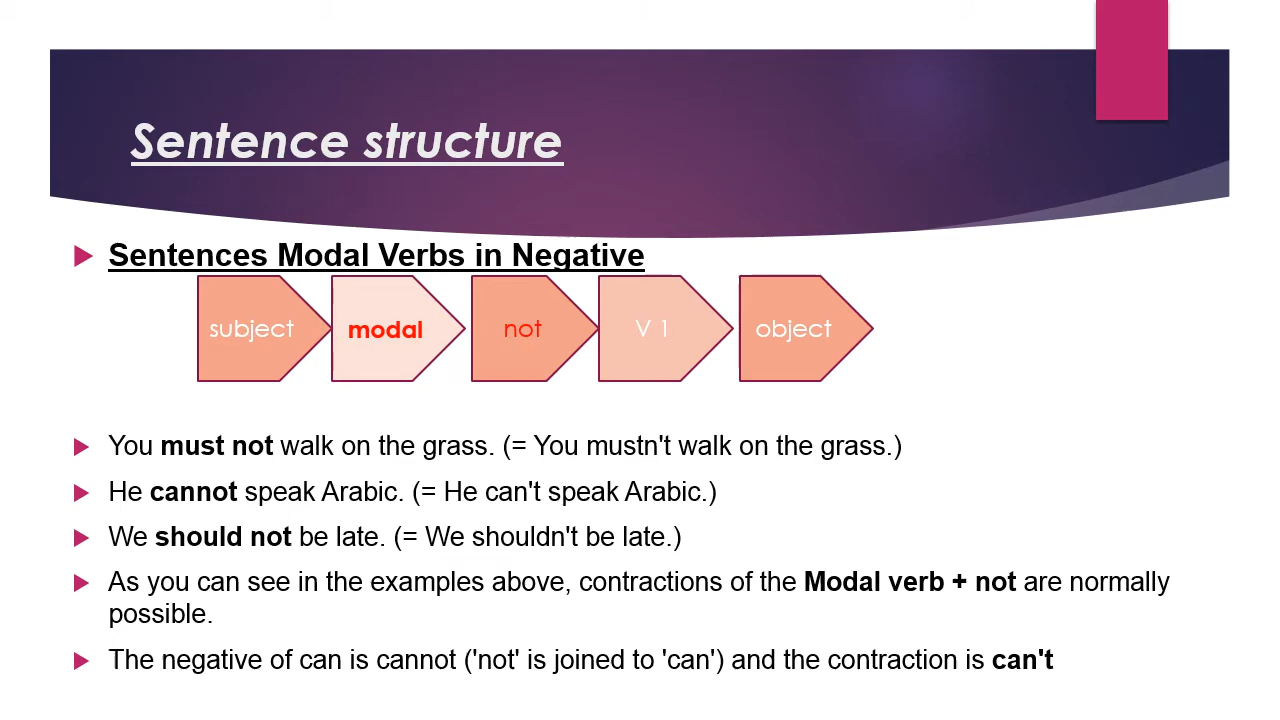 Sentence structure
Sentences Modal Verbs in Negative
subject modal not V 1 object
You must not walk on the grass. (= You mustn't walk on the grass.)
He cannot speak Arabic. (= He can't speak Arabic.)
We should not be late. (= We shouldn't be late.)
As you can see in the examples above, contractions of the Modal verb + not are normally
possible.
The negative of can is cannot ('not' is joined to 'can') and the contraction is can't